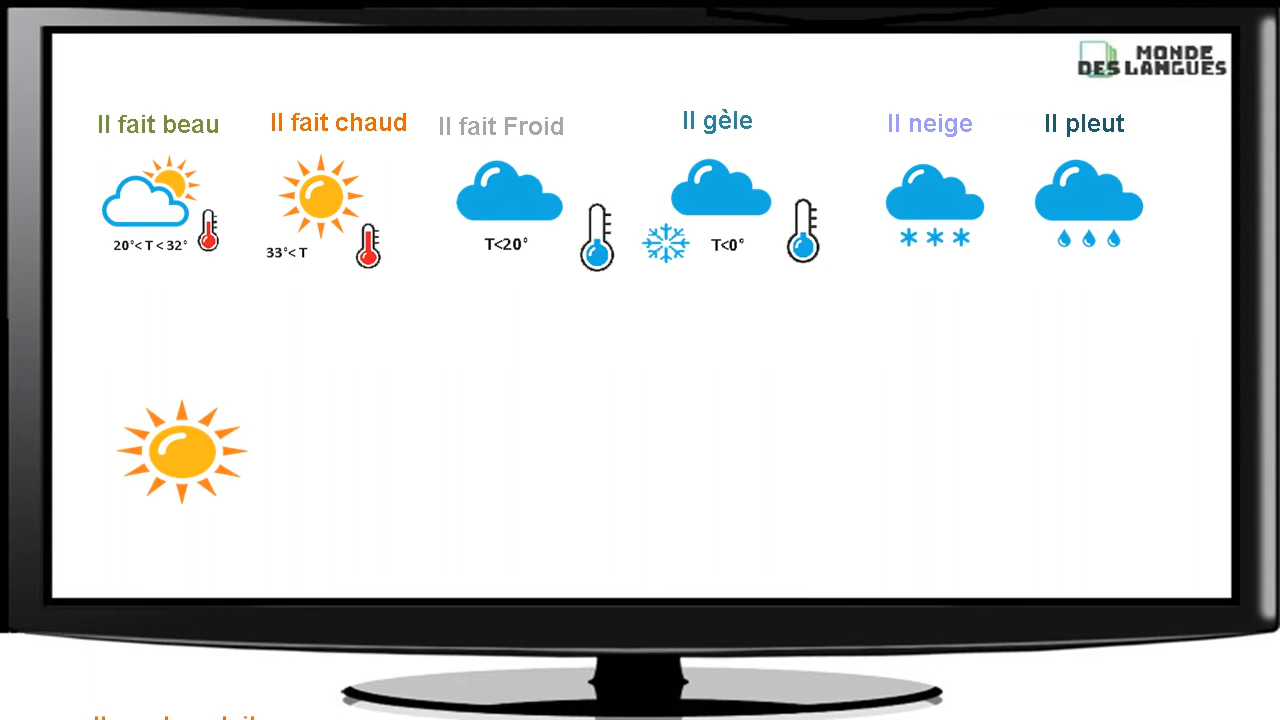 MONDE
DES LANGUES
Il fait beau
Il fait chaud
Il fait Froid
Il gèle
Il neige
Il pleut
20°< T < 32°
33°< T
T<20°
T<0°